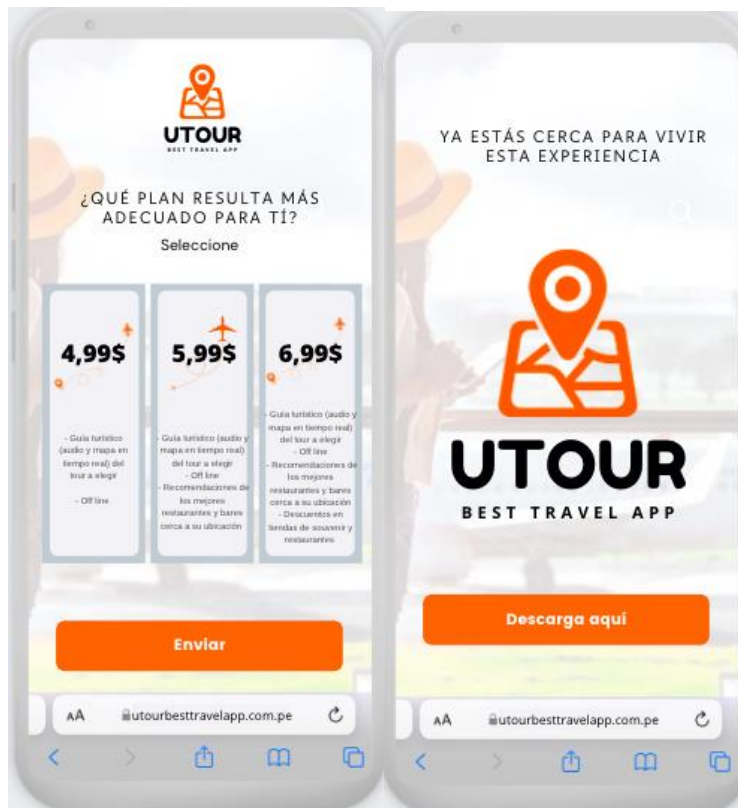 UTOUR
BEST TRAVEL APP
¿QUÉ PLAN RESULTA MÁS
ADECUADO PARA TÍ?
Seleccione
4,99$
- Guía turístico
(audio y mapa en
tiempo real) del
tour a elegir
- Off line
5,99$
- Guía turístico (audio y
mapa en tiempo real)
del tour a elegir
- Off line
- Recomendaciones de
los mejores
restaurantes y bares
cerca a su ubicación
6,99$
- Guía turístico (audio y
mapa en tiempo real)
del tour a elegir
- Off line
- Recomendaciones de
los mejores
restaurantes y bares
cerca a su ubicación
- Descuentos en
tiendas de souvenir y
restaurantes
Enviar
AA utourbesttravelapp.com.pe
YA ESTÁS CERCA PARA VIVIR
ESTA EXPERIENCIA
UTOUR
BEST TRAVEL APP
Descarga aquí
AA utourbesttravelapp.com.pe